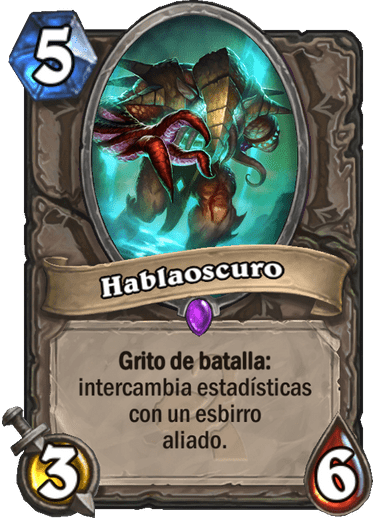 5
Hablaoscuro
Grito de batalla:
intercambia estadísticas
con un esbirro
aliado.
3
6